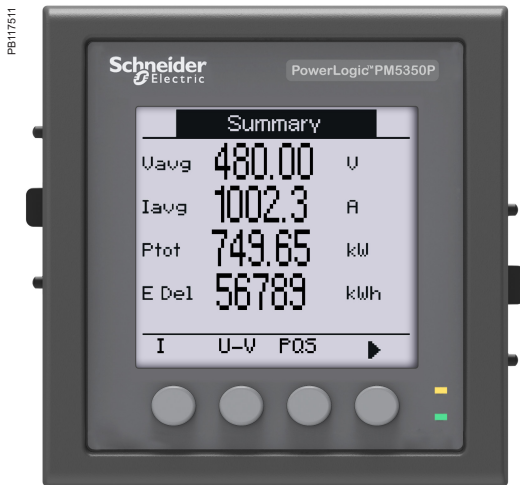 PB117511
Schneider
Electric
PowerLogic™PM5350P
Summary
Vavg 480.00 V
Iavg 1002.3 A
Ptot 749.65 kW
E Del 56789 kWh
I U-V PQS